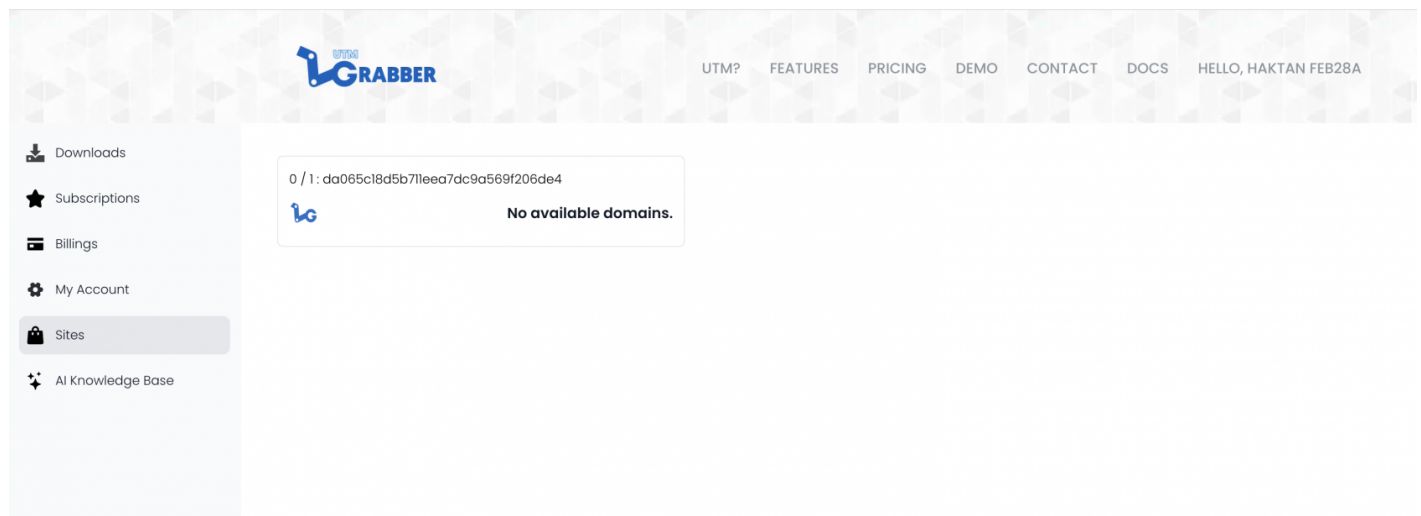 UTM
GRABBER
UTM? FEATURES PRICING DEMO CONTACT DOCS HELLO, HAKTAN FEB28A
Downloads
Subscriptions
Billings
My Account
Sites
AI Knowledge Base
0 / 1 : da065c18d5b711eea7dc9a569f206de4
G
No available domains.